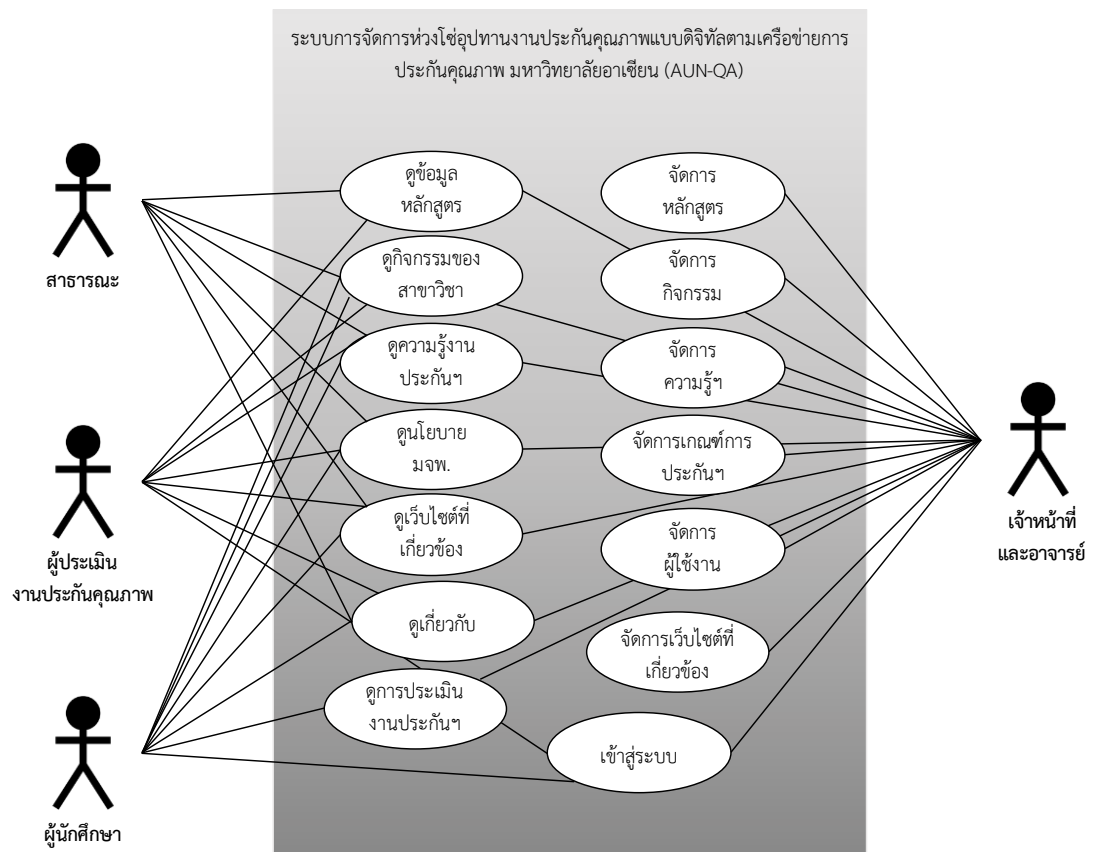 ระบบการจัดการห่วงโซ่อุปทานงานประกันคุณภาพแบบดิจิทัลตามเครือข่ายการ
ประกันคุณภาพ มหาวิทยาลัยอาเซียน (AUN-QA)
สาธารณะ
ผู้ประเมิน
งานประกันคุณภาพ
ผู้นักศึกษา
ดูข้อมูล
หลักสูตร
ดูกิจกรรมของ
สาขาวิชา
ดูความรู้งาน
ประกันฯ
ดูนโยบาย
มจพ.
ดูเว็บไซต์ที่
เกี่ยวข้อง
ดูเกี่ยวกับ
ดูการประเมิน
งานประกันฯ
จัดการ
หลักสูตร
จัดการ
กิจกรรม
จัดการ
ความรู้ฯ
จัดการเกณฑ์การ
ประกันฯ
จัดการ
ผู้ใช้งาน
จัดการเว็บไซต์ที่
เกี่ยวข้อง
เข้าสู่ระบบ
เจ้าหน้าที่
และอาจารย์